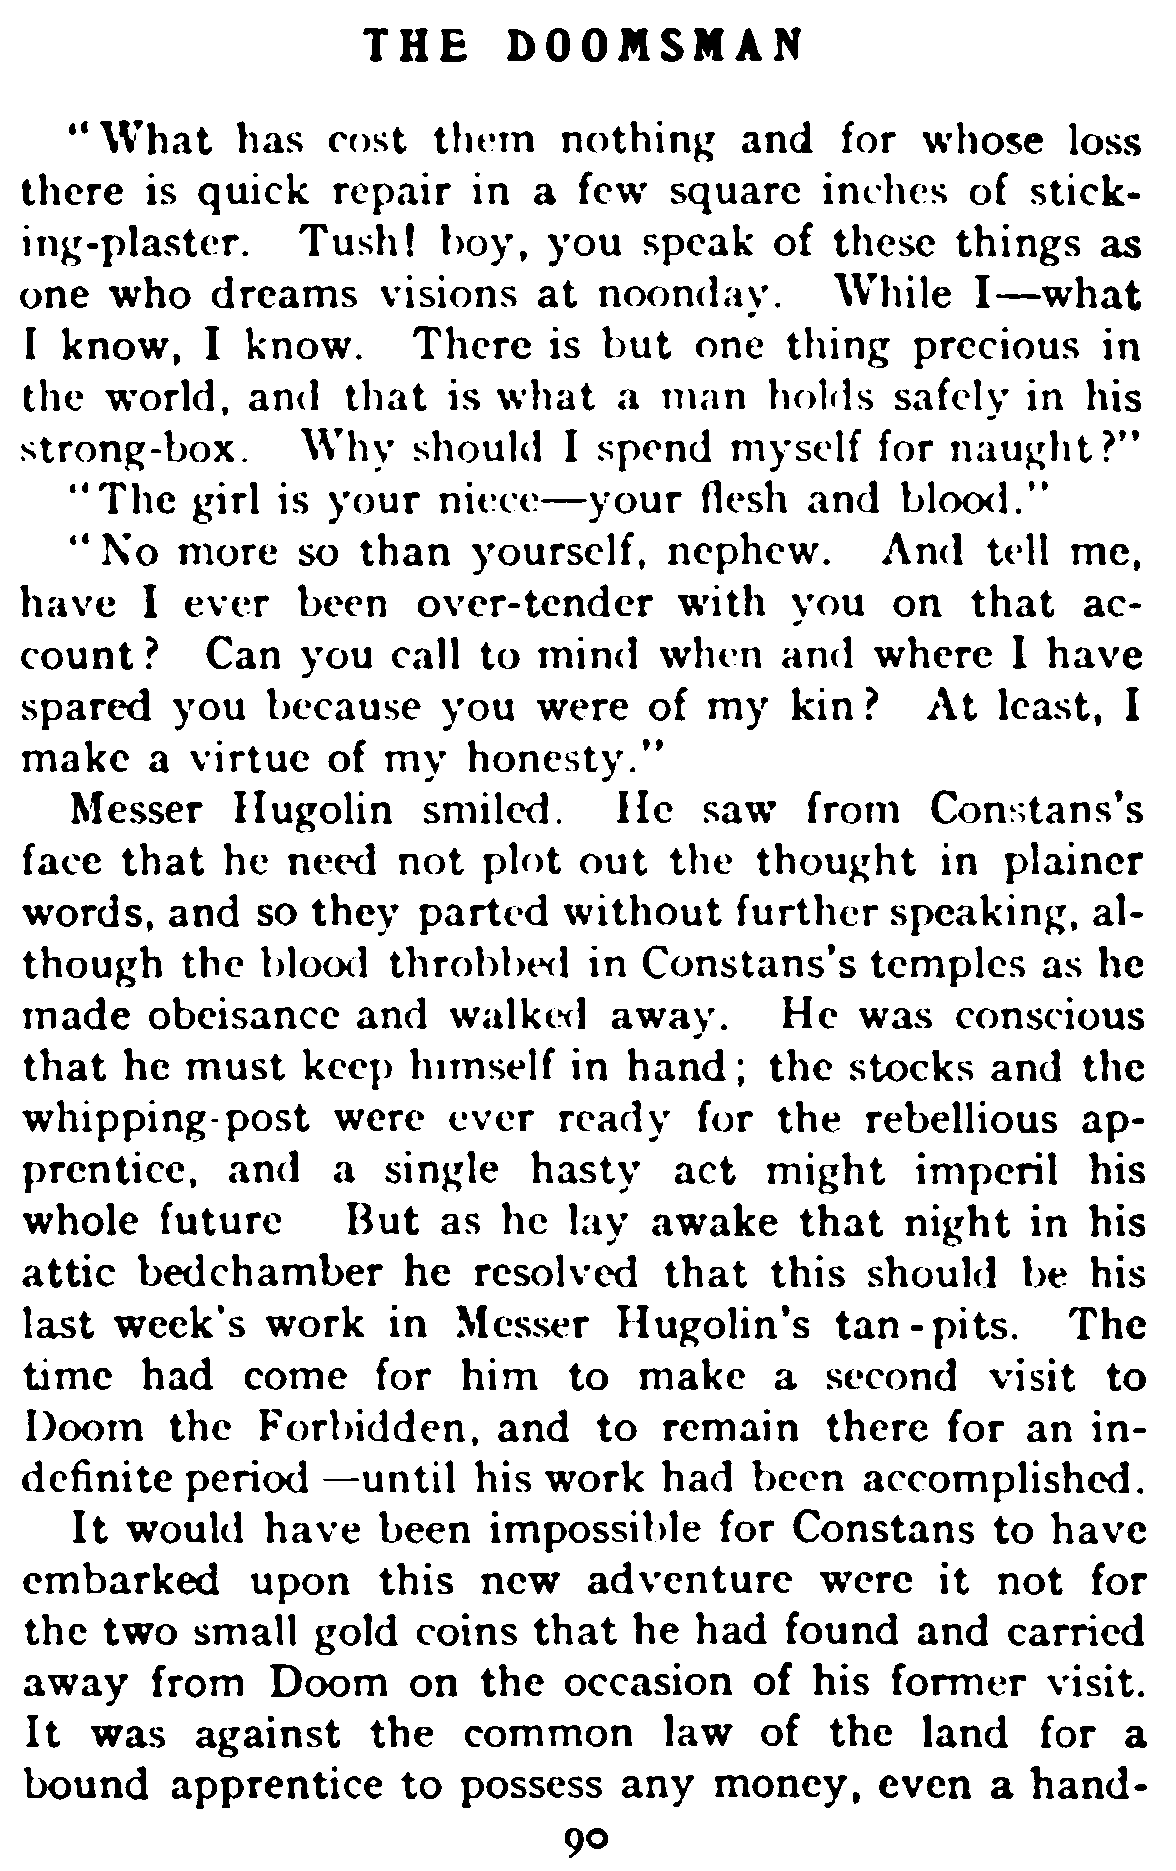 THE DOOMSMAN
"What has cost them nothing and for whose loss
there is quick repair in a few square inches of stick-
ing-plaster. Tush! boy, you speak of these things as
one who dreams visions at noonday. While I—what
I know, I know. There is but one thing precious in
the world, and that is what a man holds safely in his
strong-box. Why should I spend myself for naught?"
"The girl is your niece—your flesh and blood."
"No more so than yourself, nephew. And tell me,
have I ever been over-tender with you on that ac-
count? Can you call to mind when and where I have
spared you because you were of my kin? At least, I
make a virtue of my honesty."
Messer Hugolin smiled. He saw from Constans's
face that he need not plot out the thought in plainer
words, and so they parted without further speaking, al-
though the blood throbbed in Constans's temples as he
made obeisance and walked away. He was conscious
that he must keep himself in hand; the stocks and the
whipping-post were ever ready for the rebellious ap-
prentice, and a single hasty act might imperil his
whole future But as he lay awake that night in his
attic bedchamber he resolved that this should be his
last week's work in Messer Hugolin's tan-pits. The
time had come for him to make a second visit to
Doom the Forbidden, and to remain there for an in-
definite period—until his work had been accomplished.
It would have been impossible for Constans to have
embarked upon this new adventure were it not for
the two small gold coins that he had found and carried
away from Doom on the occasion of his former visit.
It was against the common law of the land for a
bound apprentice to possess any money, even a hand-
90